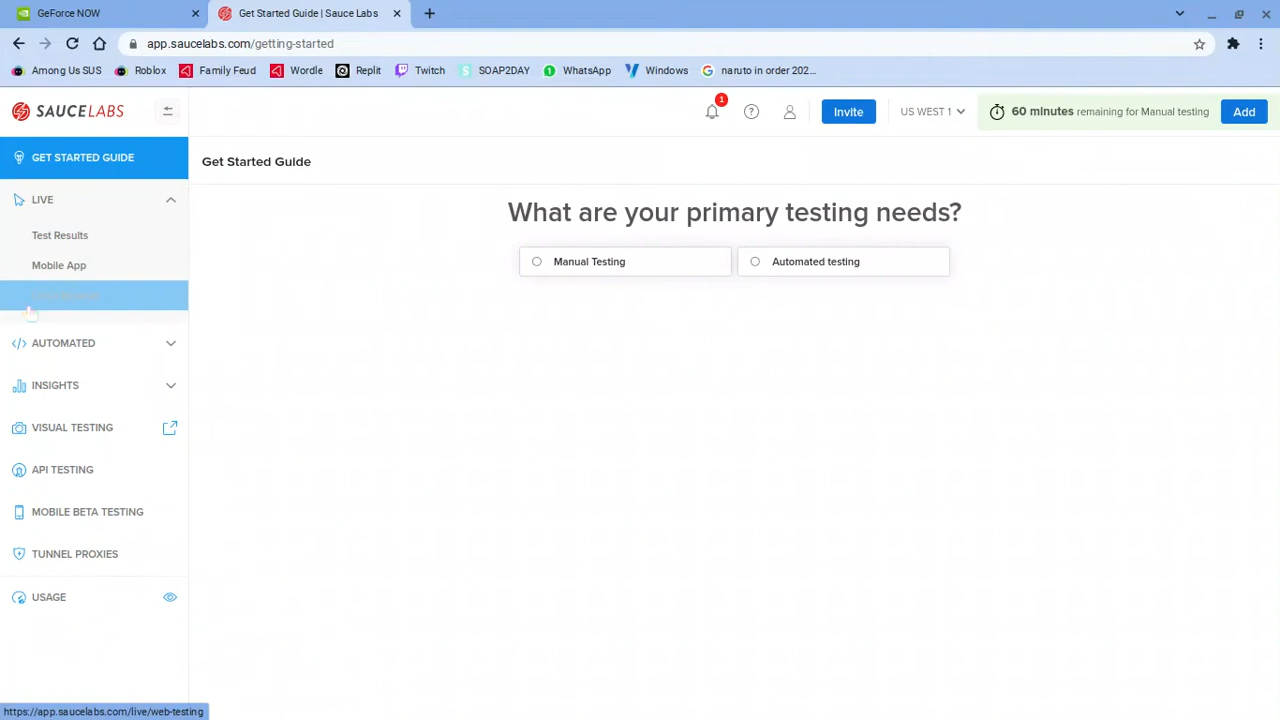 GeForce NOW
Get Started Guide | Sauce Labs
app.saucelabs.com/getting-started
Among Us SUS
Roblox
Family Feud
Wordle
Replit
Twitch
SOAP2DAY
WhatsApp
Windows
naruto in order 202...
SAUCELABS
1
Invite
US WEST 1
60 minutes remaining for Manual testing
Add
GET STARTED GUIDE
Get Started Guide
LIVE
What are your primary testing needs?
Test Results
Manual Testing
Automated testing
Mobile App
AUTOMATED
INSIGHTS
VISUAL TESTING
API TESTING
MOBILE BETA TESTING
TUNNEL PROXIES
USAGE
https://app.saucelabs.com/live/web-testing